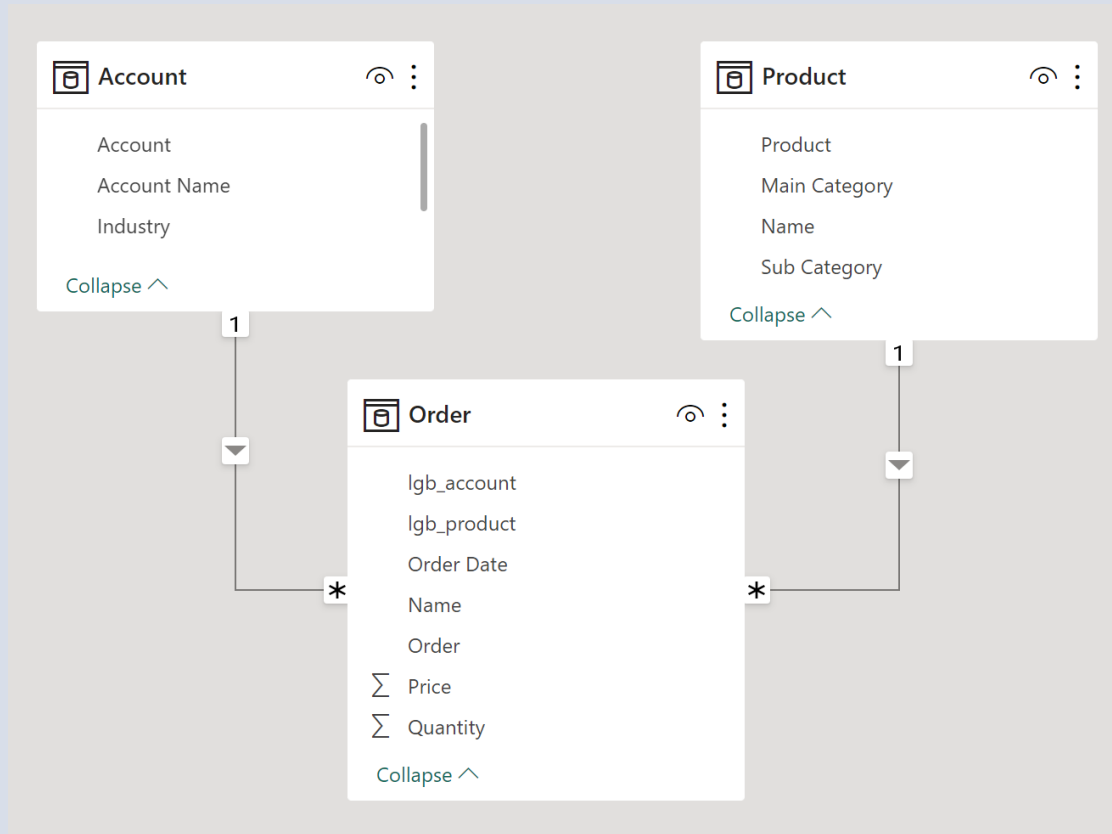 Account
Account
Account Name
Industry
Collapse
1
Product
Product
Main Category
Name
Sub Category
Collapse
1
Order
lgb_account
lgb_product
Order Date
Name
Order
∑ Price
∑ Quantity
Collapse
*
*